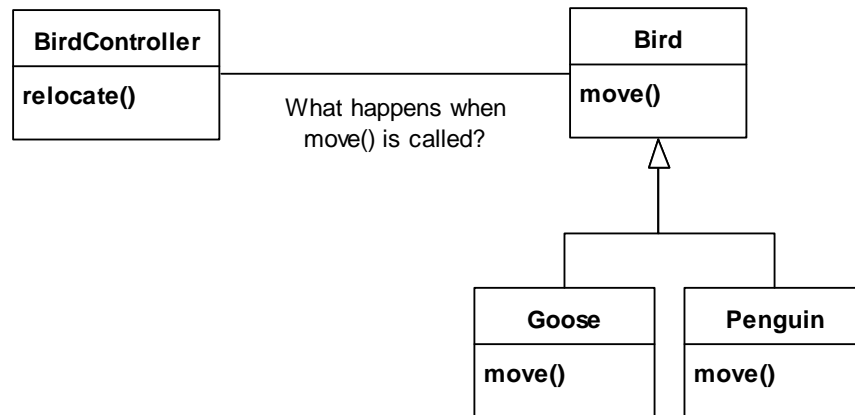 BirdController
relocate()
What happens when
move() is called?
Bird
move()
Goose
move()
Penguin
move()